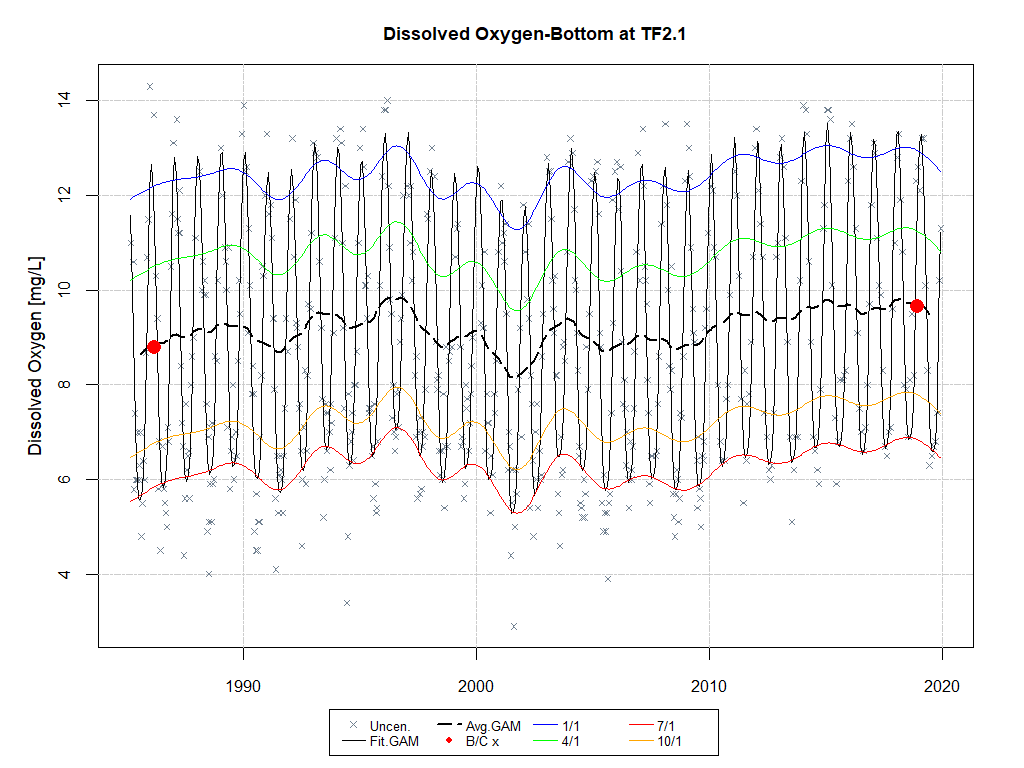 Dissolved Oxygen-Bottom at TF2.1
Dissolved Oxygen [mg/L]
14
12
10
8
6
4
1990
2000
2010
2020
Uncen. Avg.GAM 1/1 7/1
Fit.GAM B/C x 4/1 10/1